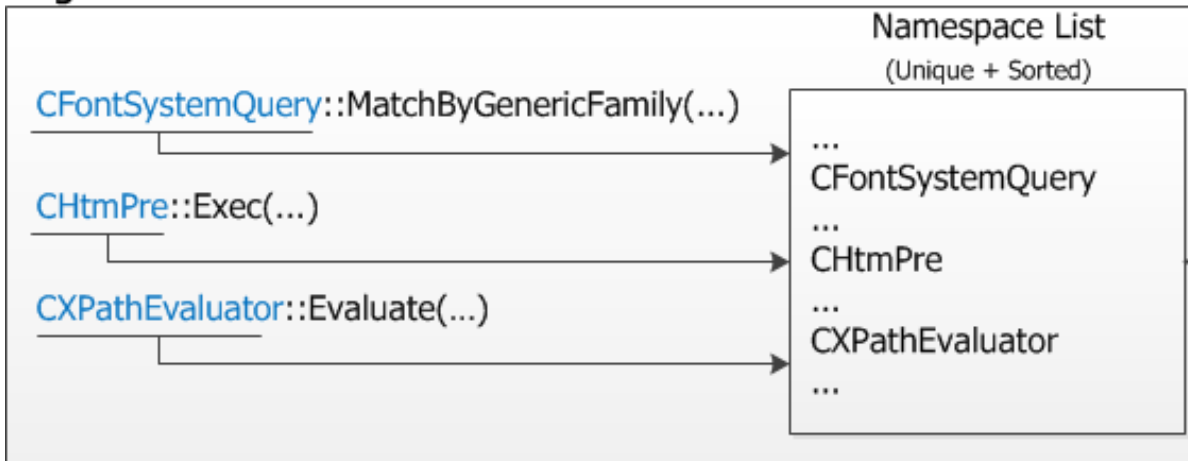 Namespace List
(Unique + Sorted)
CFontSystemQuery::MatchByGenericFamily(...)
CHtmPre::Exec(...)
CXPathEvaluator::Evaluate(...)
...
CFontSystemQuery
...
CHtmPre
...
CXPathEvaluator
...